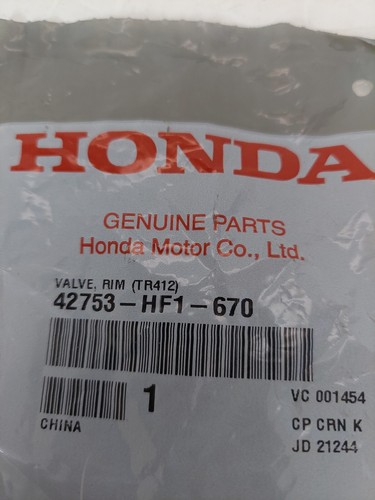 HONDA
GENUINE PARTS
Honda Motor Co., Ltd.
VALVE, RIM (TR412)
42753-HF1-670
1
VC 001454
CHINA
CP CRN K
JD 21244